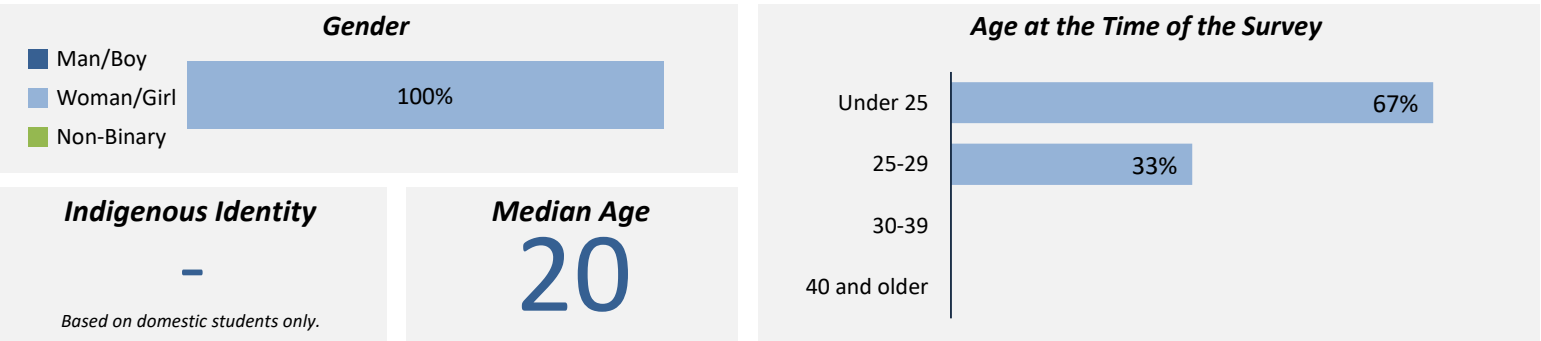 Gender
Man/Boy
Woman/Girl
Non-Binary
100%
Indigenous Identity
-
Based on domestic students only.
Median Age
20
Age at the Time of the Survey
Under 25
67%
25-29
33%
30-39
40 and older